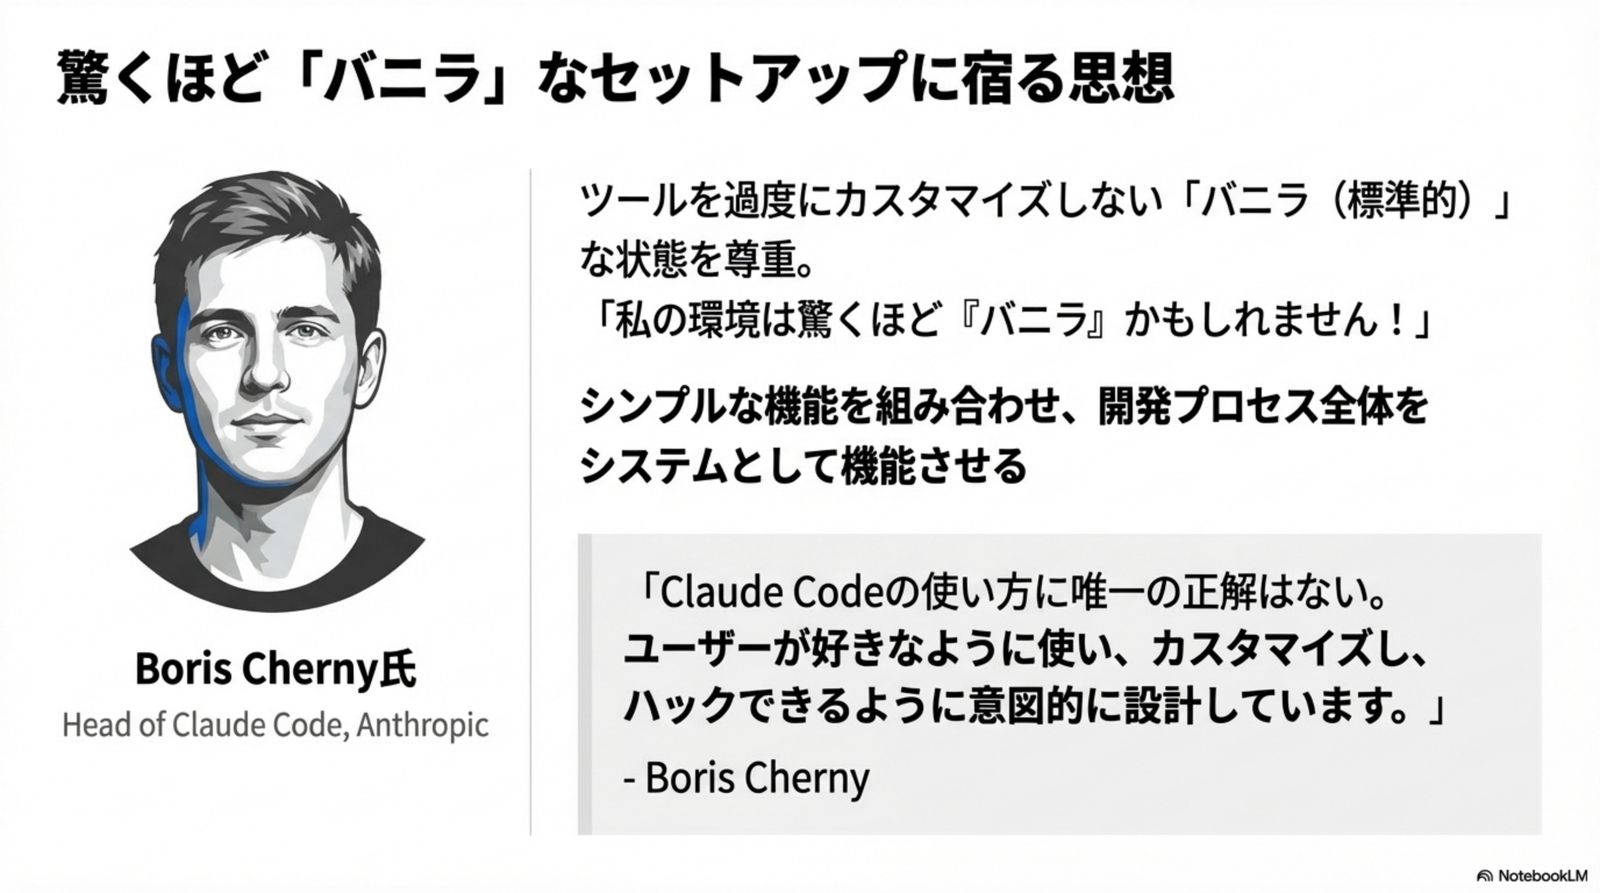 驚くほど「バニラ」なセットアップに宿る思想
Boris Cherny氏
Head of Claude Code, Anthropic
ツールを過度にカスタマイズしない「バニラ（標準的）」
な状態を尊重。
「私の環境は驚くほど『バニラ』かもしれません！」
シンプルな機能を組み合わせ、開発プロセス全体を
システムとして機能させる
「Claude Codeの使い方に唯一の正解はない。
ユーザーが好きなように使い、カスタマイズし、
ハックできるように意図的に設計しています。」
- Boris Cherny
NotebookLM